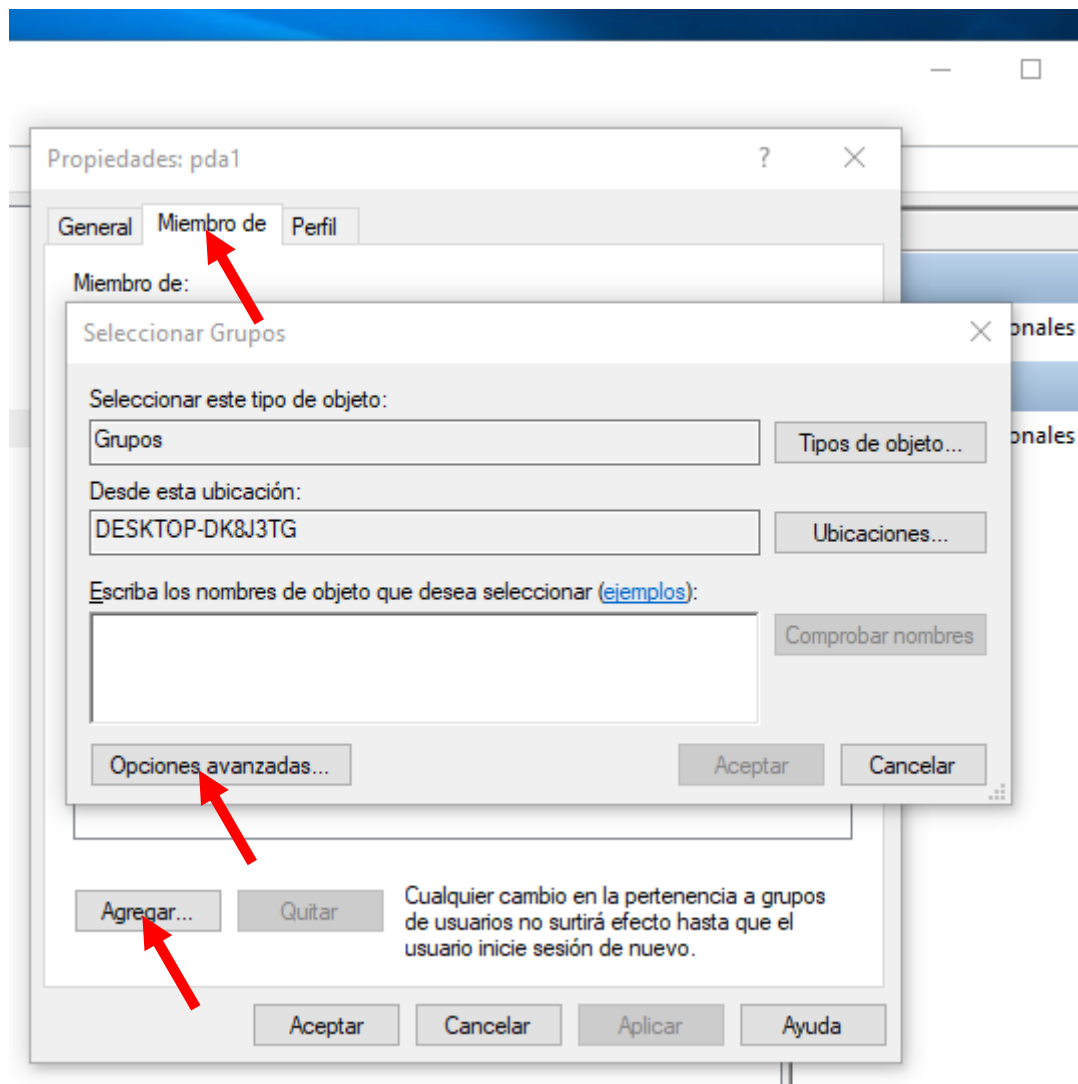 Propiedades: pda1
?
General Miembro de Perfil
Miembro de:
Seleccionar Grupos
onales
Seleccionar este tipo de objeto:
Grupos
Tipos de objeto...
onales
Desde esta ubicación:
DESKTOP-DK8J3TG
Ubicaciones...
Escriba los nombres de objeto que desea seleccionar (ejemplos):
Comprobar nombres
Opciones avanzadas...
Aceptar
Cancelar
Agregar...
Quitar
Cualquier cambio en la pertenencia a grupos
de usuarios no surtirá efecto hasta que el
usuario inicie sesión de nuevo.
Aceptar
Cancelar
Aplicar
Ayuda